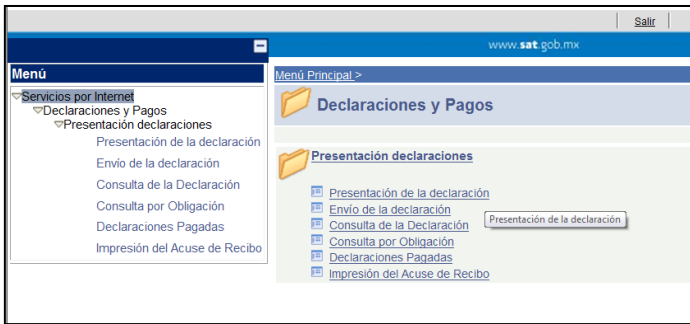 Salir
www.sat.gob.mx
Menú
Servicios por Internet
Declaraciones y Pagos
Presentación declaraciones
Presentación de la declaración
Envío de la declaración
Consulta de la Declaración
Consulta por Obligación
Declaraciones Pagadas
Impresión del Acuse de Recibo
Menú Principal >
Declaraciones y Pagos
Presentación declaraciones
Presentación de la declaración
Envío de la declaración
Consulta de la Declaración
Presentación de la declaración
Consulta por Obligación
Declaraciones Pagadas
Impresión del Acuse de Recibo